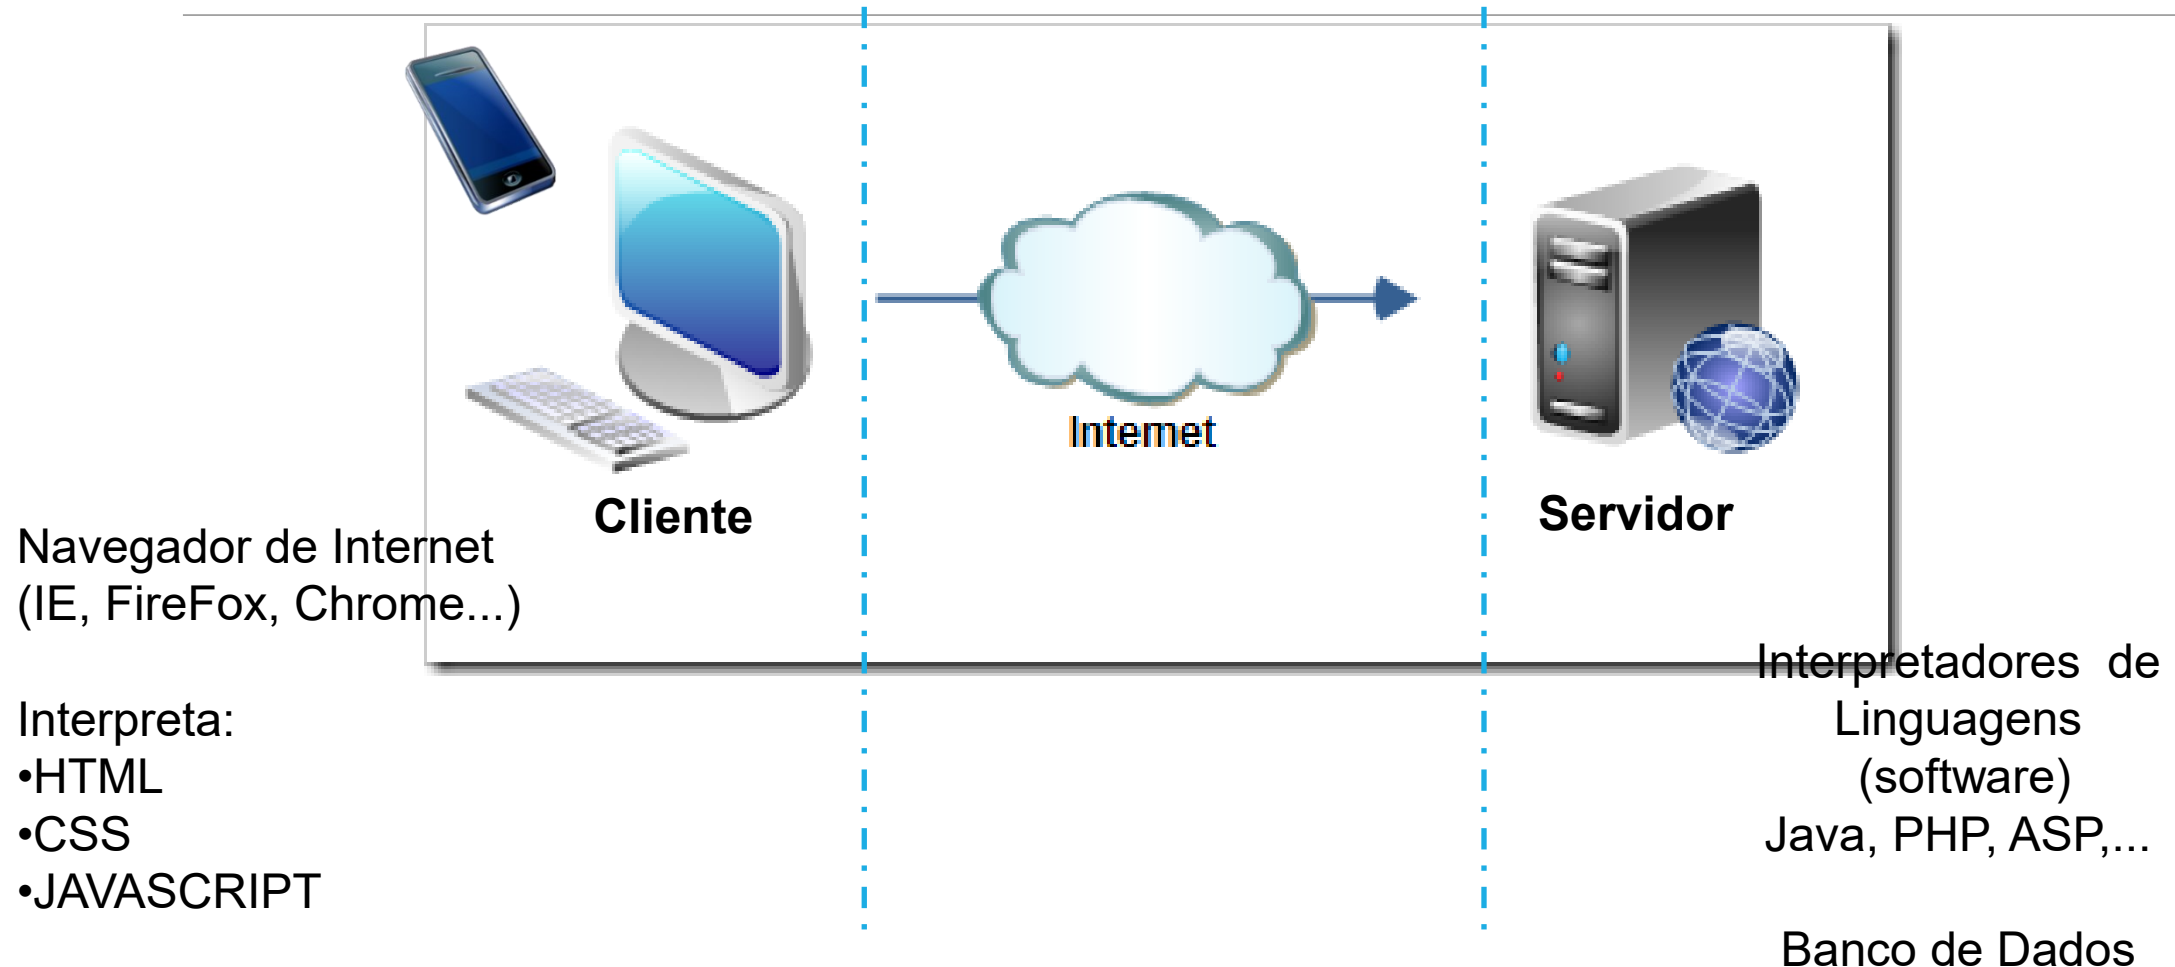 Internet
Cliente
Servidor
Navegador de Internet
(IE, FireFox, Chrome...)
Interpreta:
•HTML
•CSS
•JAVASCRIPT
Interpretadores de
Linguagens
(software)
Java, PHP, ASP,...
Banco de Dados